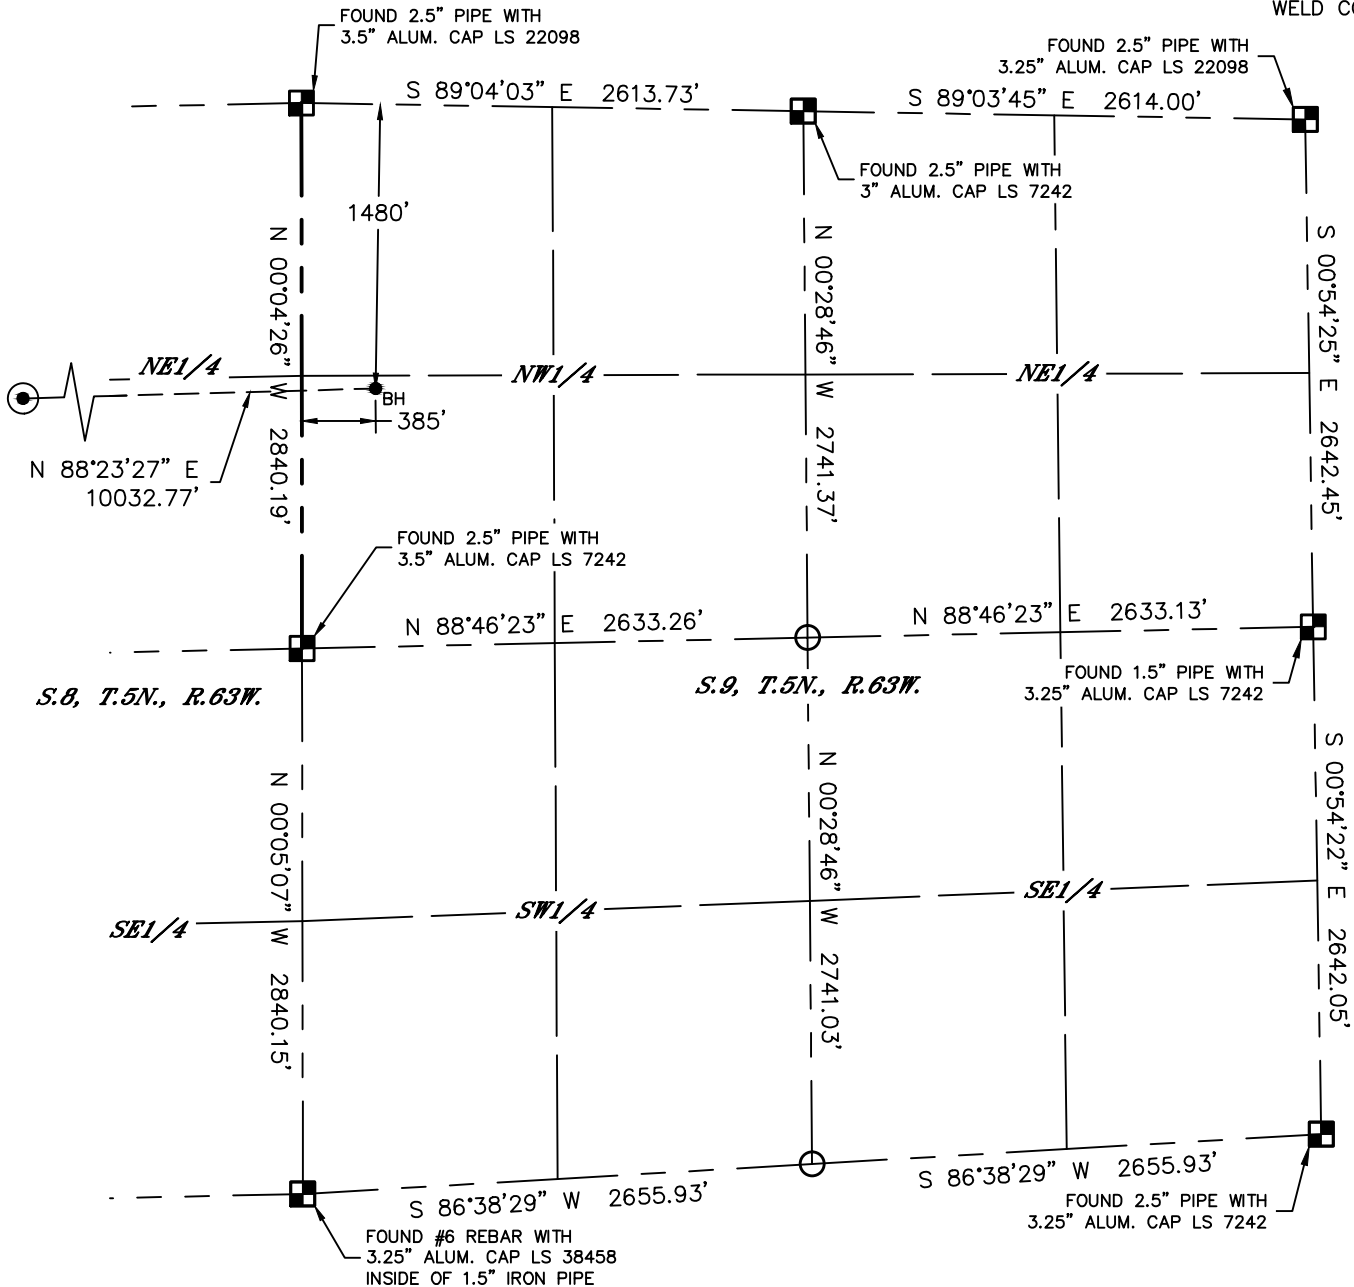 WELD CO
FOUND 2.5" PIPE WITH
3.5" ALUM. CAP LS 22098
FOUND 2.5" PIPE WITH
3.25" ALUM. CAP LS 22098
S 89°04'03" E 2613.73'
S 89°03'45" E 2614.00'
FOUND 2.5" PIPE WITH
3" ALUM. CAP LS 7242
1480'
N 00°04'26" W 2840.19'
N 00°28'46" W 2741.37'
S 00°54'25" E 2642.45'
NE1/4
NW1/4
NE1/4
BH
385'
N 88°23'27" E
10032.77'
FOUND 2.5" PIPE WITH
3.5" ALUM. CAP LS 7242
N 88°46'23" E 2633.26'
N 88°46'23" E 2633.13'
FOUND 1.5" PIPE WITH
3.25" ALUM. CAP LS 7242
S.8, T.5N., R.63W.
S.9, T.5N., R.63W.
N 00°05'07" W 2840.15'
N 00°28'46" W 2741.03'
S 00°54'22" E 2642.05'
SE1/4
SW1/4
SE1/4
S 86°38'29" W 2655.93'
S 86°38'29" W 2655.93'
FOUND 2.5" PIPE WITH
3.25" ALUM. CAP LS 7242
FOUND #6 REBAR WITH
3.25" ALUM. CAP LS 38458
INSIDE OF 1.5" IRON PIPE